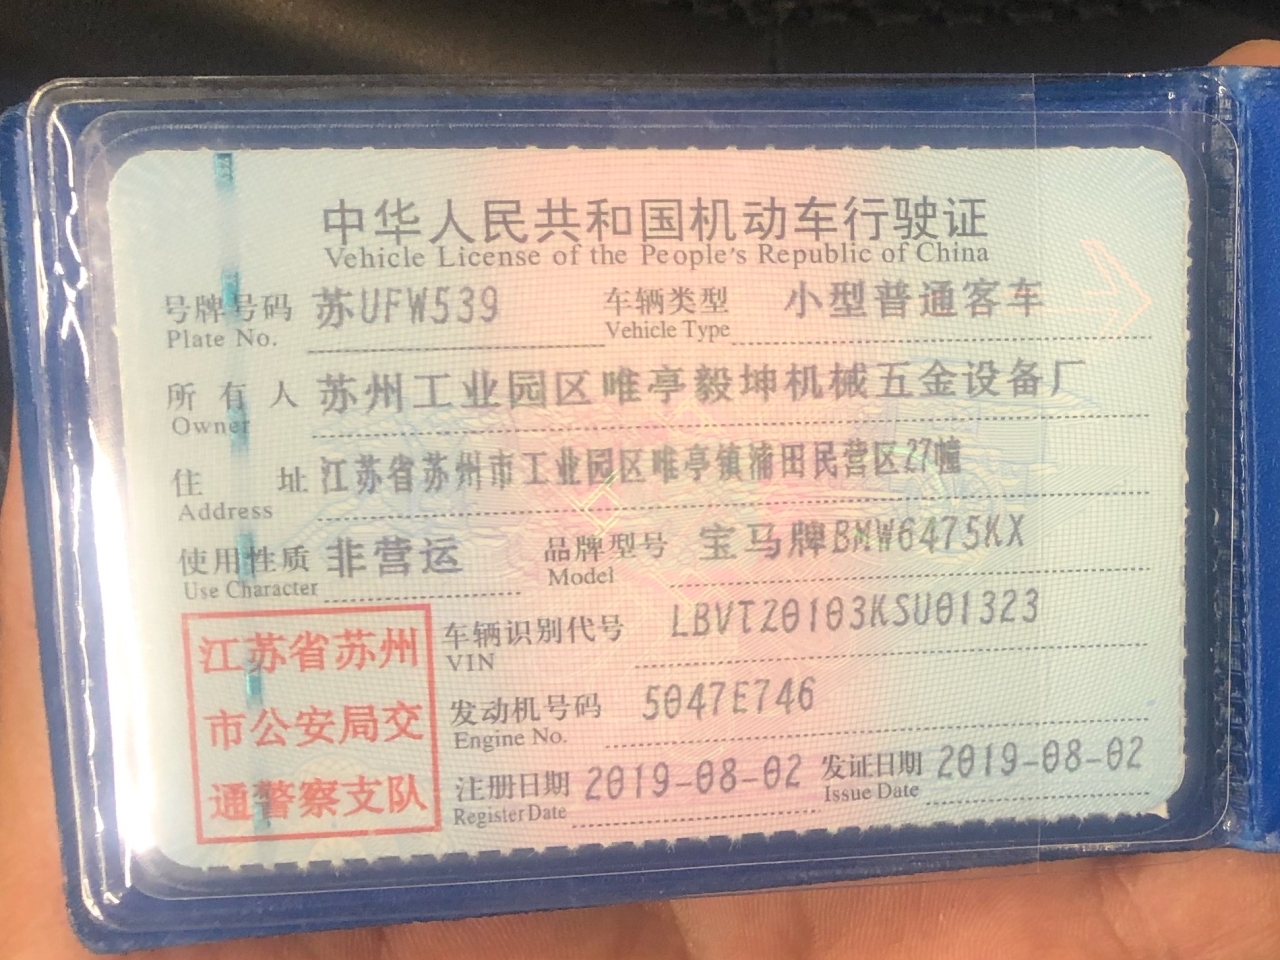 中华人民共和国机动车行驶证
Vehicle License of the People's Republic of China
号牌号码 苏UFW539 车辆类型 小型普通客车
Plate No. Vehicle Type
所有人 苏州工业园区唯亭毅坤机械五金设备厂
Owner
住址 江苏省苏州市工业园区唯亭镇浦田民营区27幢
Address
使用性质 非营运 品牌型号 宝马牌BMW6475KX
Use Character Model
车辆识别代号 LBVTZ0103KSU01323
VIN
发动机号码 5047E746
Engine No.
注册日期 2019-08-02 发证日期 2019-08-02
Register Date Issue Date
江苏省苏州
市公安局交
通警察支队